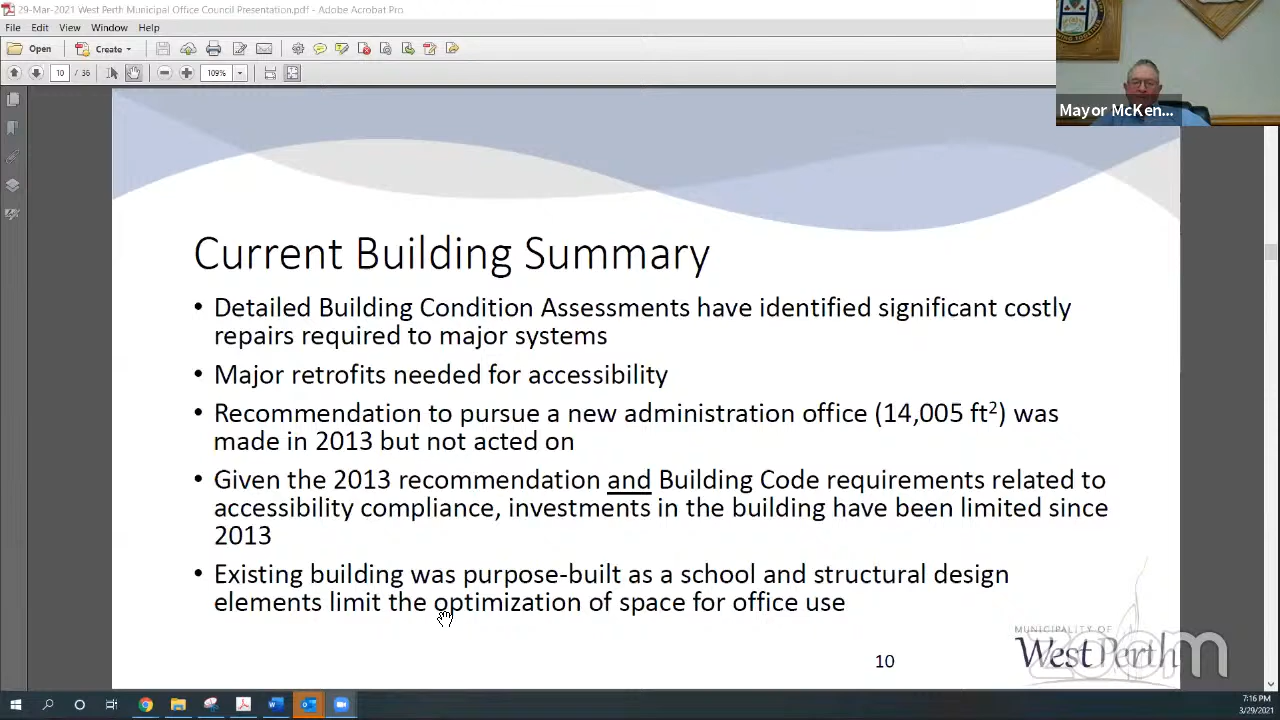 29-Mar-2021 West Perth Municipal Office Council Presentation.pdf - Adobe Acrobat Pro
File Edit View Window Help
Open Create
10 / 36 109%
Mayor McKen...
Current Building Summary
• Detailed Building Condition Assessments have identified significant costly
repairs required to major systems
• Major retrofits needed for accessibility
• Recommendation to pursue a new administration office (14,005 ft²) was
made in 2013 but not acted on
• Given the 2013 recommendation and Building Code requirements related to
accessibility compliance, investments in the building have been limited since
2013
• Existing building was purpose-built as a school and structural design
elements limit the optimization of space for office use
10
MUNICIPALITY OF
West Perth
zoom
7:16 PM
3/29/2021